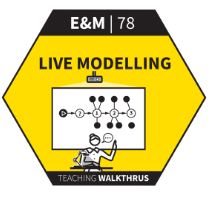 E&M | 78
LIVE MODELLING
TEACHING WALKTHRUS